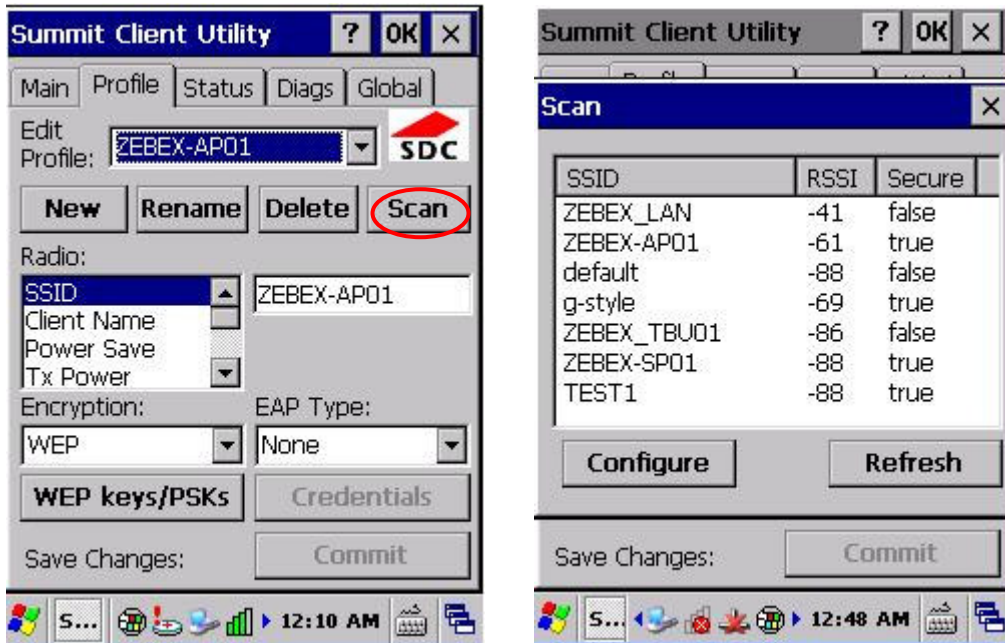 Summit Client Utility ? OK ×
Main Profile Status Diags Global
Edit Profile: ZEBEX-AP01 SDC
New Rename Delete Scan
Radio:
SSID ZEBEX-AP01
Client Name
Power Save
Tx Power
Encryption: EAP Type:
WEP None
WEP keys/PSKs Credentials
Save Changes: Commit
S... 12:10 AM
Summit Client Utility ? OK ×
Scan ×
SSID RSSI Secure
ZEBEX_LAN -41 false
ZEBEX-AP01 -61 true
default -88 false
g-style -69 true
ZEBEX_TBU01 -86 false
ZEBEX-SP01 -88 true
TEST1 -88 true
Configure Refresh
Save Changes: Commit
S... 12:48 AM